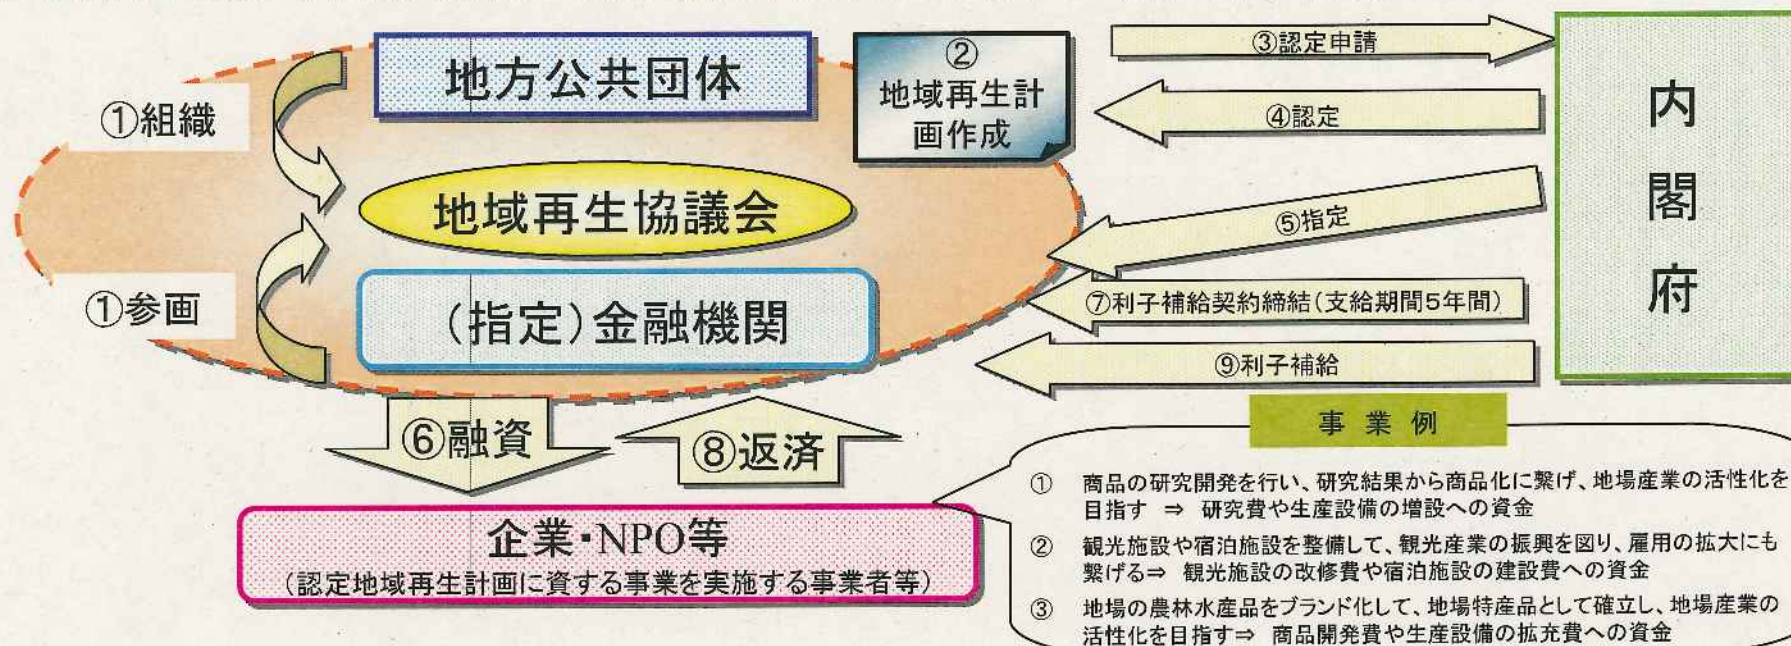 ①組織
地方公共団体
②
地域再生計
画作成
③認定申請
④認定
内
閣
府
地域再生協議会
⑤指定
①参画
(指定)金融機関
⑦利子補給契約締結(支給期間5年間)
⑨利子補給
⑥融資
⑧返済
企業・NPO等
(認定地域再生計画に資する事業を実施する事業者等)
事 業 例
① 商品の研究開発を行い、研究結果から商品化に繋げ、地場産業の活性化を
目指す ⇒ 研究費や生産設備の増設への資金
② 観光施設や宿泊施設を整備して、観光産業の振興を図り、雇用の拡大にも
繋げる⇒ 観光施設の改修費や宿泊施設の建設費への資金
③ 地場の農林水産品をブランド化して、地場特産品として確立し、地場産業の
活性化を目指す⇒ 商品開発費や生産設備の拡充費への資金